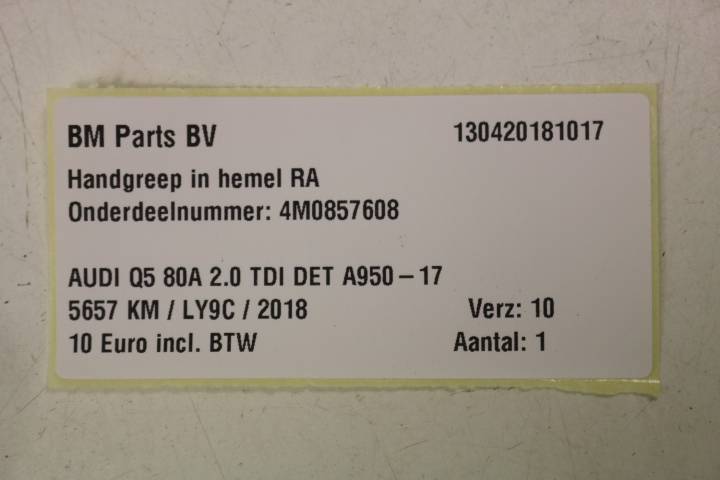 BM Parts BV 130420181017
Handgreep in hemel RA
Onderdeelnummer: 4M0857608
AUDI Q5 80A 2.0 TDI DET A950-17
5657 KM / LY9C / 2018 Verz: 10
10 Euro incl. BTW Aantal: 1